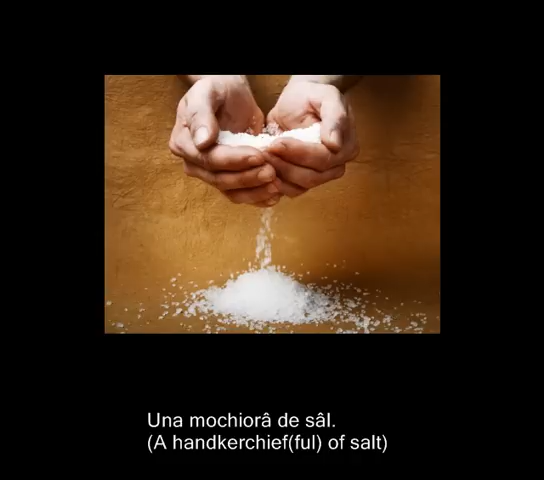 Una mochiorâ de sâl.
(A handkerchief(ful) of salt)